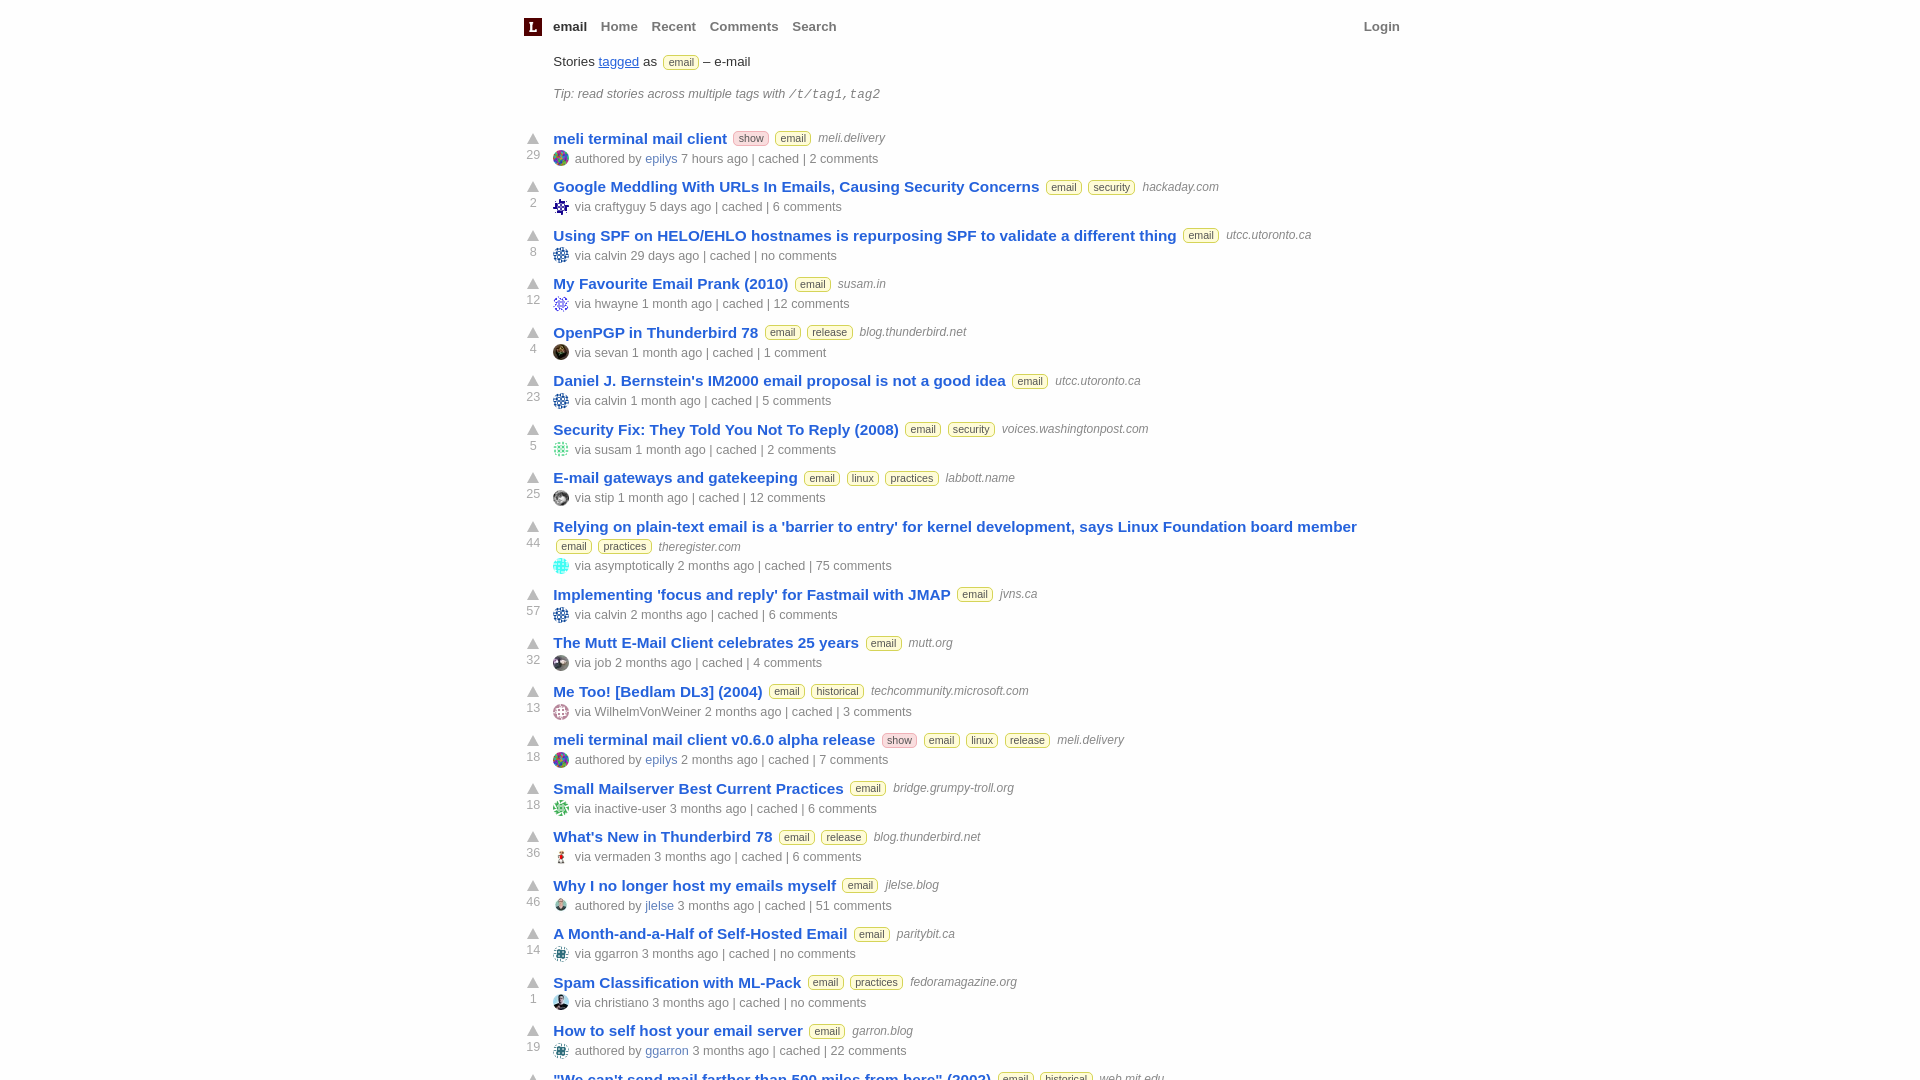 L email Home Recent Comments Search Login
Stories tagged as email – e-mail
Tip: read stories across multiple tags with /t/tag1,tag2
meli terminal mail client show email meli.delivery
29 authored by epilys 7 hours ago | cached | 2 comments
Google Meddling With URLs In Emails, Causing Security Concerns email security hackaday.com
2 via craftyguy 5 days ago | cached | 6 comments
Using SPF on HELO/EHLO hostnames is repurposing SPF to validate a different thing email utcc.utoronto.ca
8 via calvin 29 days ago | cached | no comments
My Favourite Email Prank (2010) email susam.in
12 via hwayne 1 month ago | cached | 12 comments
OpenPGP in Thunderbird 78 email release blog.thunderbird.net
4 via sevan 1 month ago | cached | 1 comment
Daniel J. Bernstein's IM2000 email proposal is not a good idea email utcc.utoronto.ca
23 via calvin 1 month ago | cached | 5 comments
Security Fix: They Told You Not To Reply (2008) email security voices.washingtonpost.com
5 via susam 1 month ago | cached | 2 comments
E-mail gateways and gatekeeping email linux practices labbott.name
25 via stip 1 month ago | cached | 12 comments
Relying on plain-text email is a 'barrier to entry' for kernel development, says Linux Foundation board member
44 email practices theregister.com
via asymptotically 2 months ago | cached | 75 comments
Implementing 'focus and reply' for Fastmail with JMAP email jvns.ca
57 via calvin 2 months ago | cached | 6 comments
The Mutt E-Mail Client celebrates 25 years email mutt.org
32 via job 2 months ago | cached | 4 comments
Me Too! [Bedlam DL3] (2004) email historical techcommunity.microsoft.com
13 via WilhelmVonWeiner 2 months ago | cached | 3 comments
meli terminal mail client v0.6.0 alpha release show email linux release meli.delivery
18 authored by epilys 2 months ago | cached | 7 comments
Small Mailserver Best Current Practices email bridge.grumpy-troll.org
18 via inactive-user 3 months ago | cached | 6 comments
What's New in Thunderbird 78 email release blog.thunderbird.net
36 via vermaden 3 months ago | cached | 6 comments
Why I no longer host my emails myself email jlelse.blog
46 authored by jlelse 3 months ago | cached | 51 comments
A Month-and-a-Half of Self-Hosted Email email paritybit.ca
14 via ggarron 3 months ago | cached | no comments
Spam Classification with ML-Pack email practices fedoramagazine.org
1 via christiano 3 months ago | cached | no comments
How to self host your email server email garron.blog
19 authored by ggarron 3 months ago | cached | 22 comments
"We can't send mail farther than 500 miles from here" (2002) email historical web.mit.edu